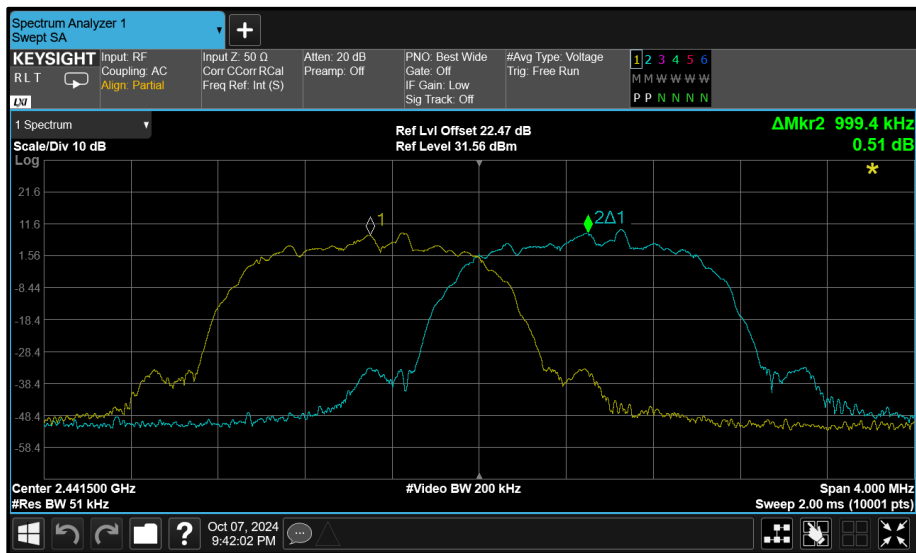 Spectrum Analyzer 1
Swept SA
KEYSIGHT
R L T
LXI
Input: RF
Coupling: AC
Align: Partial
Input Z: 50 Ω
Corr CCorr RCal
Freq Ref: Int (S)
Atten: 20 dB
Preamp: Off
PNO: Best Wide
Gate: Off
IF Gain: Low
Sig Track: Off
#Avg Type: Voltage
Trig: Free Run
1 2 3 4 5 6
M M W W W W
P P N N N N
1 Spectrum
Scale/Div 10 dB
Ref Lvl Offset 22.47 dB
Ref Level 31.56 dBm
ΔMkr2 999.4 kHz
0.51 dB
Log
21.6
11.6
1.56
-8.44
-18.4
-28.4
-38.4
-48.4
-58.4
1
2Δ1
Center 2.441500 GHz
#Res BW 51 kHz
#Video BW 200 kHz
Span 4.000 MHz
Sweep 2.00 ms (10001 pts)
Oct 07, 2024
9:42:02 PM